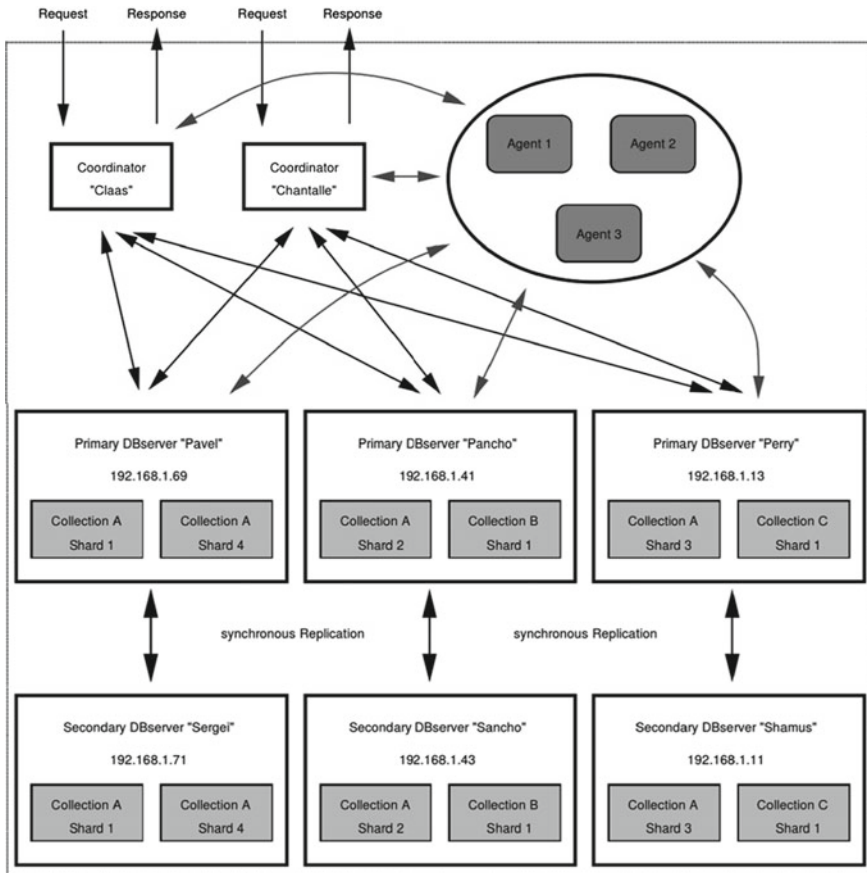 Request Response Request Response
Agent 1 Agent 2
Coordinator
"Claas"
Coordinator
"Chantalle"
Agent 3
Primary DBserver "Pavel"
192.168.1.69
Collection A
Shard 1
Collection A
Shard 4
Primary DBserver "Pancho"
192.168.1.41
Collection A
Shard 2
Collection B
Shard 1
Primary DBserver "Perry"
192.168.1.13
Collection A
Shard 3
Collection C
Shard 1
synchronous Replication synchronous Replication
Secondary DBserver "Sergei"
192.168.1.71
Collection A
Shard 1
Collection A
Shard 4
Secondary DBserver "Sancho"
192.168.1.43
Collection A
Shard 2
Collection B
Shard 1
Secondary DBserver "Shamus"
192.168.1.11
Collection A
Shard 3
Collection C
Shard 1